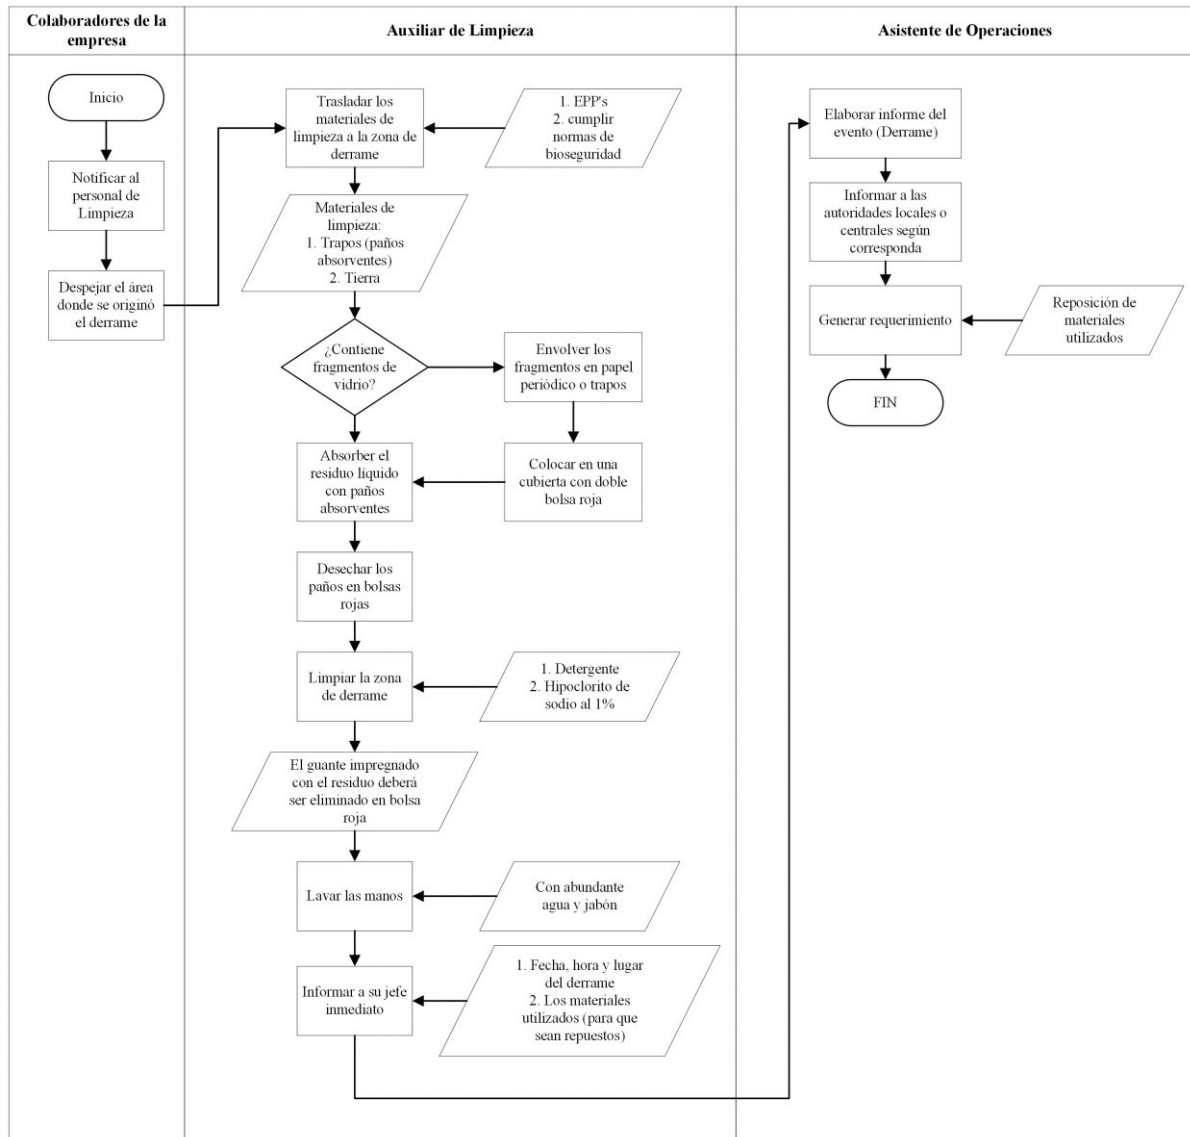 Colaboradores de la
empresa
Auxiliar de Limpieza
Asistente de Operaciones
Inicio
Notificar al
personal de
Limpieza
Despejar el área
donde se originó
el derrame
Trasladar los
materiales de
limpieza a la zona de
derrame
1. EPP's
2. cumplir
normas de
bioseguridad
Materiales de
limpieza:
1. Trapos (paños
absorventes)
2. Tierra
¿Contiene
fragmentos de
vidrio?
Envolver los
fragmentos en papel
periódico o trapos
Colocar en una
cubierta con doble
bolsa roja
Absorber el
residuo líquido
con paños
absorventes
Desechar los
paños en bolsas
rojas
Limpiar la zona
de derrame
1. Detergente
2. Hipoclorito de
sodio al 1%
El guante impregnado
con el residuo deberá
ser eliminado en bolsa
roja
Lavar las manos
Con abundante
agua y jabón
Informar a su jefe
inmediato
1. Fecha, hora y lugar
del derrame
2. Los materiales
utilizados (para que
sean repuestos)
Elaborar informe del
evento (Derrame)
Informar a las
autoridades locales o
centrales según
corresponda
Generar requerimiento
Reposición de
materiales
utilizados
FIN